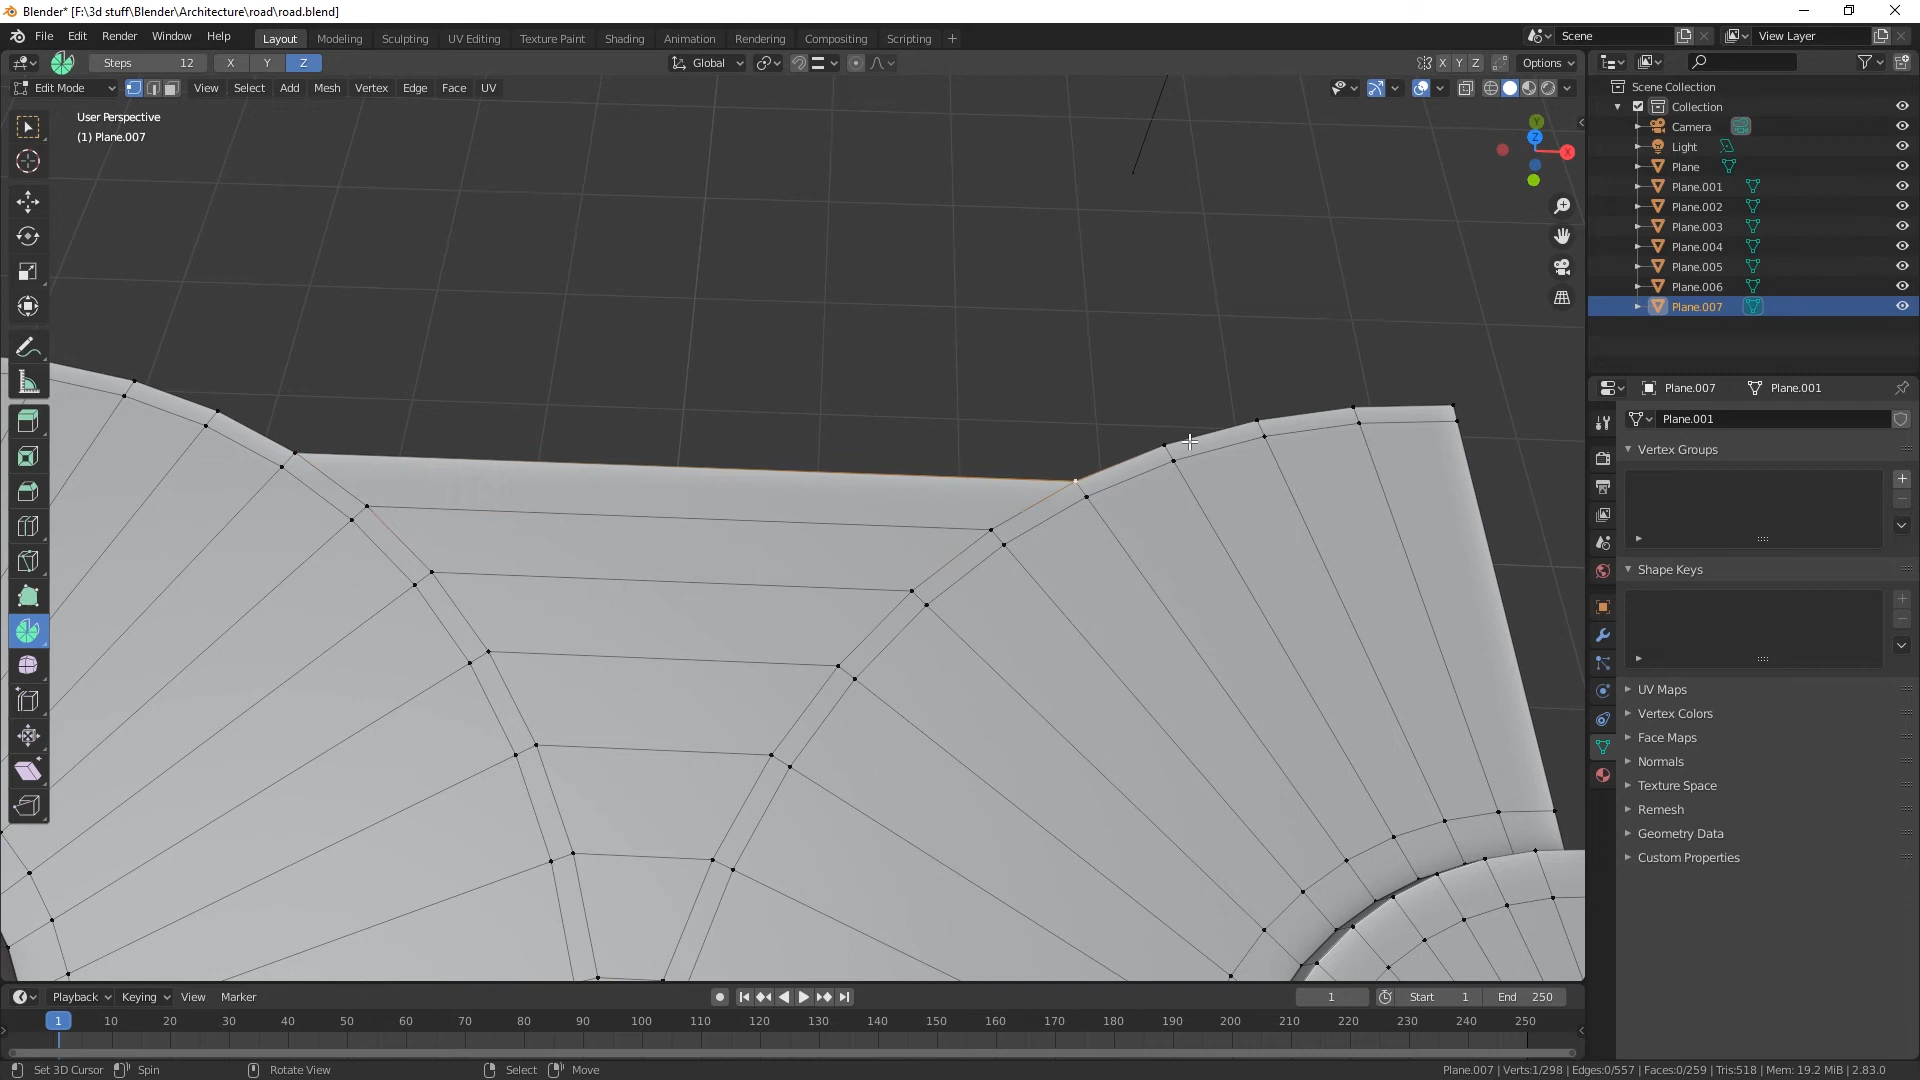 Blender* [F:\3d stuff\Blender\Architecture\road\road.blend]
File Edit Render Window Help Layout Modeling Sculpting UV Editing Texture Paint Shading Animation Rendering Compositing Scripting + Scene View Layer
Steps 12 X Y Z Global X Y Z Options
Edit Mode View Select Add Mesh Vertex Edge Face UV
User Perspective
(1) Plane.007
Y
Z
X
Scene Collection
Collection
Camera
Light
Plane
Plane.001
Plane.002
Plane.003
Plane.004
Plane.005
Plane.006
Plane.007
Plane.007 Plane.001
Plane.001
Vertex Groups
Shape Keys
UV Maps
Vertex Colors
Face Maps
Normals
Texture Space
Remesh
Geometry Data
Custom Properties
Playback Keying View Marker 1 Start 1 End 250
1 10 20 30 40 50 60 70 80 90 100 110 120 130 140 150 160 170 180 190 200 210 220 230 240 250
Set 3D Cursor Spin Rotate View Select Move Plane.007 | Verts:1/298 | Edges:0/557 | Faces:0/259 | Tris:518 | Mem: 19.2 MiB | 2.83.0